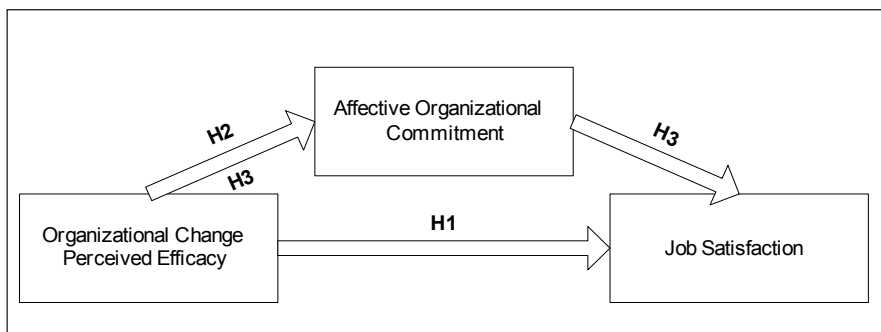 Affective Organizational
Commitment
H2
H3
H3
Organizational Change
Perceived Efficacy
H1
Job Satisfaction